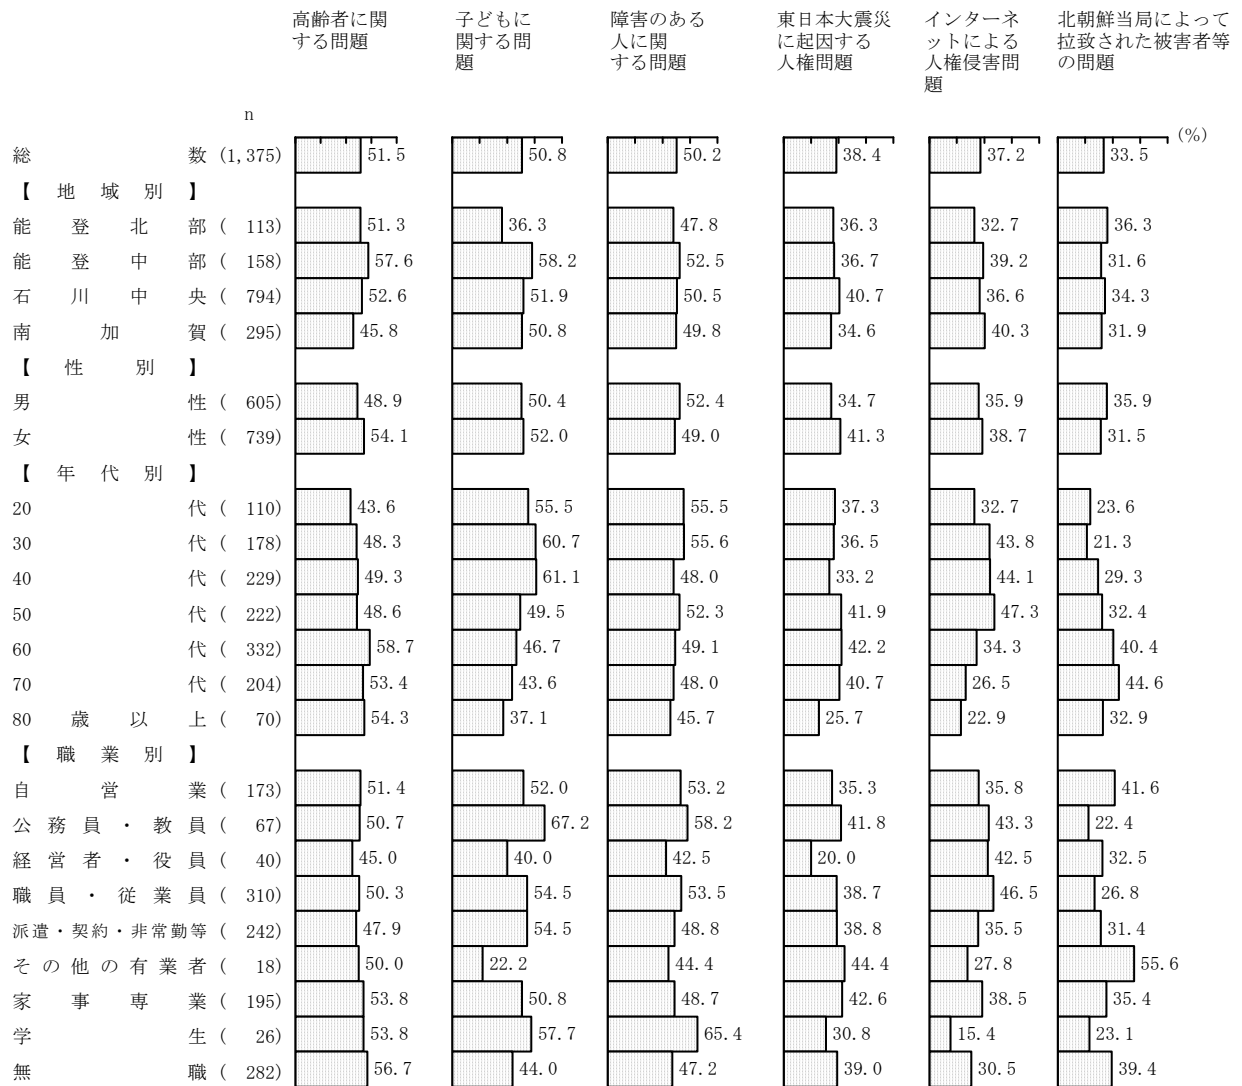 高齢者に関
する問題
子どもに
関する問
題
障害のある
人に関
する問題
東日本大震災
に起因する
人権問題
インターネ
ットによる
人権侵害問
題
北朝鮮当局によって
拉致された被害者等
の問題
n
(%)
総数 (1,375) 51.5 50.8 50.2 38.4 37.2 33.5
【地域別】
能登北部 ( 113) 51.3 36.3 47.8 36.3 32.7 36.3
能登中部 ( 158) 57.6 58.2 52.5 36.7 39.2 31.6
石川中央 ( 794) 52.6 51.9 50.5 40.7 36.6 34.3
南加賀 ( 295) 45.8 50.8 49.8 34.6 40.3 31.9
【性別】
男性 ( 605) 48.9 50.4 52.4 34.7 35.9 35.9
女性 ( 739) 54.1 52.0 49.0 41.3 38.7 31.5
【年代別】
20代 ( 110) 43.6 55.5 55.5 37.3 32.7 23.6
30代 ( 178) 48.3 60.7 55.6 36.5 43.8 21.3
40代 ( 229) 49.3 61.1 48.0 33.2 44.1 29.3
50代 ( 222) 48.6 49.5 52.3 41.9 47.3 32.4
60代 ( 332) 58.7 46.7 49.1 42.2 34.3 40.4
70代 ( 204) 53.4 43.6 48.0 40.7 26.5 44.6
80歳以上 ( 70) 54.3 37.1 45.7 25.7 22.9 32.9
【職業別】
自営業 ( 173) 51.4 52.0 53.2 35.3 35.8 41.6
公務員・教員 ( 67) 50.7 67.2 58.2 41.8 43.3 22.4
経営者・役員 ( 40) 45.0 40.0 42.5 20.0 42.5 32.5
職員・従業員 ( 310) 50.3 54.5 53.5 38.7 46.5 26.8
派遣・契約・非常勤等 ( 242) 47.9 54.5 48.8 38.8 35.5 31.4
その他の有業者 ( 18) 50.0 22.2 44.4 44.4 27.8 55.6
家事専業 ( 195) 53.8 50.8 48.7 42.6 38.5 35.4
学生 ( 26) 53.8 57.7 65.4 30.8 15.4 23.1
無職 ( 282) 56.7 44.0 47.2 39.0 30.5 39.4